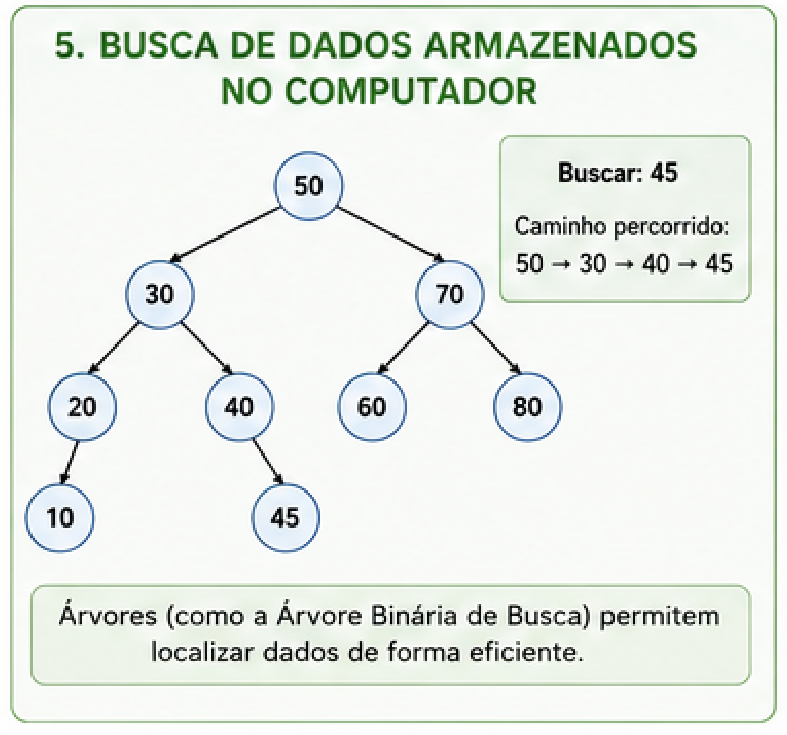 5. BUSCA DE DADOS ARMAZENADOS
NO COMPUTADOR
Buscar: 45
Caminho percorrido:
50 → 30 → 40 → 45
50
30
70
20
40
60
80
10
45
Árvores (como a Árvore Binária de Busca) permitem
localizar dados de forma eficiente.